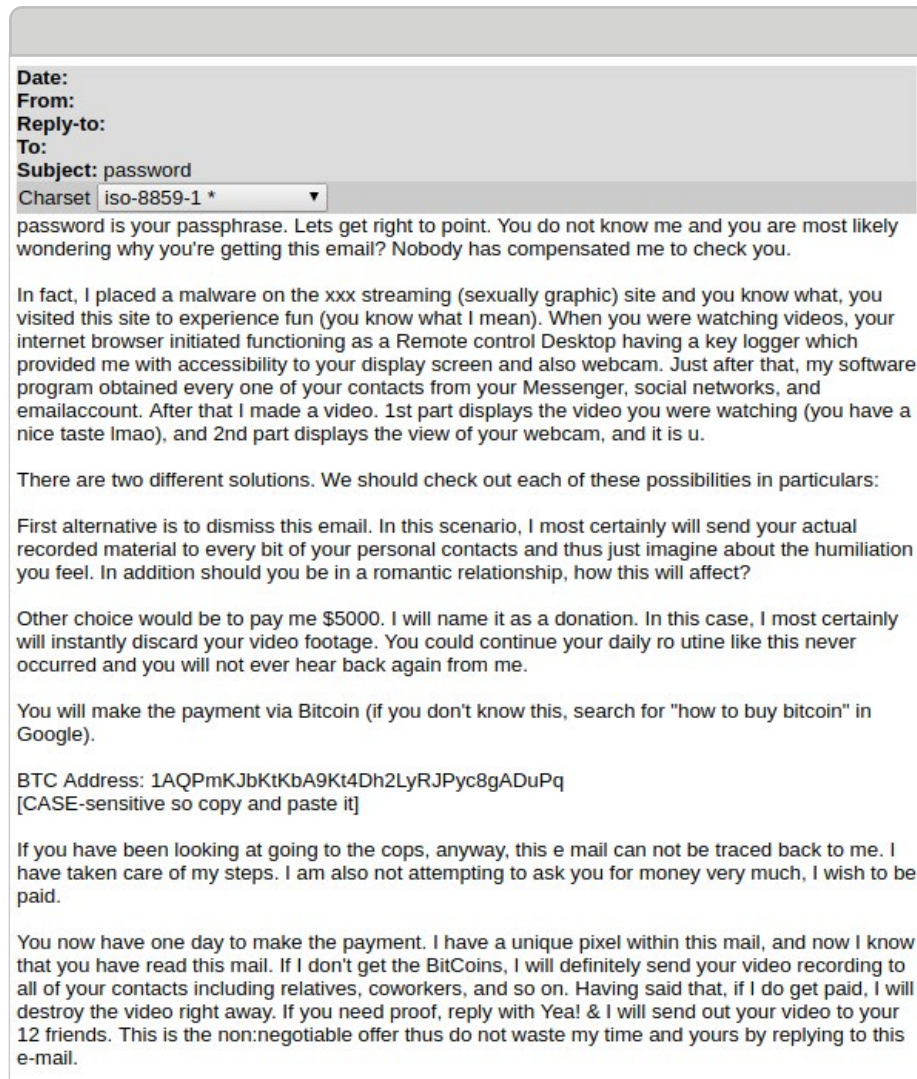 Date:
From:
Reply-to:
To:
Subject: password
Charset iso-8859-1 *
password is your passphrase. Lets get right to point. You do not know me and you are most likely
wondering why you're getting this email? Nobody has compensated me to check you.
In fact, I placed a malware on the xxx streaming (sexually graphic) site and you know what, you
visited this site to experience fun (you know what I mean). When you were watching videos, your
internet browser initiated functioning as a Remote control Desktop having a key logger which
provided me with accessibility to your display screen and also webcam. Just after that, my software
program obtained every one of your contacts from your Messenger, social networks, and
emailaccount. After that I made a video. 1st part displays the video you were watching (you have a
nice taste lmao), and 2nd part displays the view of your webcam, and it is u.
There are two different solutions. We should check out each of these possibilities in particulars:
First alternative is to dismiss this email. In this scenario, I most certainly will send your actual
recorded material to every bit of your personal contacts and thus just imagine about the humiliation
you feel. In addition should you be in a romantic relationship, how this will affect?
Other choice would be to pay me $5000. I will name it as a donation. In this case, I most certainly
will instantly discard your video footage. You could continue your daily ro utine like this never
occurred and you will not ever hear back again from me.
You will make the payment via Bitcoin (if you don't know this, search for "how to buy bitcoin" in
Google).
BTC Address: 1AQPmKJbKtKbA9Kt4Dh2LyRJPyc8gADuPq
[CASE-sensitive so copy and paste it]
If you have been looking at going to the cops, anyway, this e mail can not be traced back to me. I
have taken care of my steps. I am also not attempting to ask you for money very much, I wish to be
paid.
You now have one day to make the payment. I have a unique pixel within this mail, and now I know
that you have read this mail. If I don't get the BitCoins, I will definitely send your video recording to
all of your contacts including relatives, coworkers, and so on. Having said that, if I do get paid, I will
destroy the video right away. If you need proof, reply with Yea! & I will send out your video to your
12 friends. This is the non:negotiable offer thus do not waste my time and yours by replying to this
e-mail.